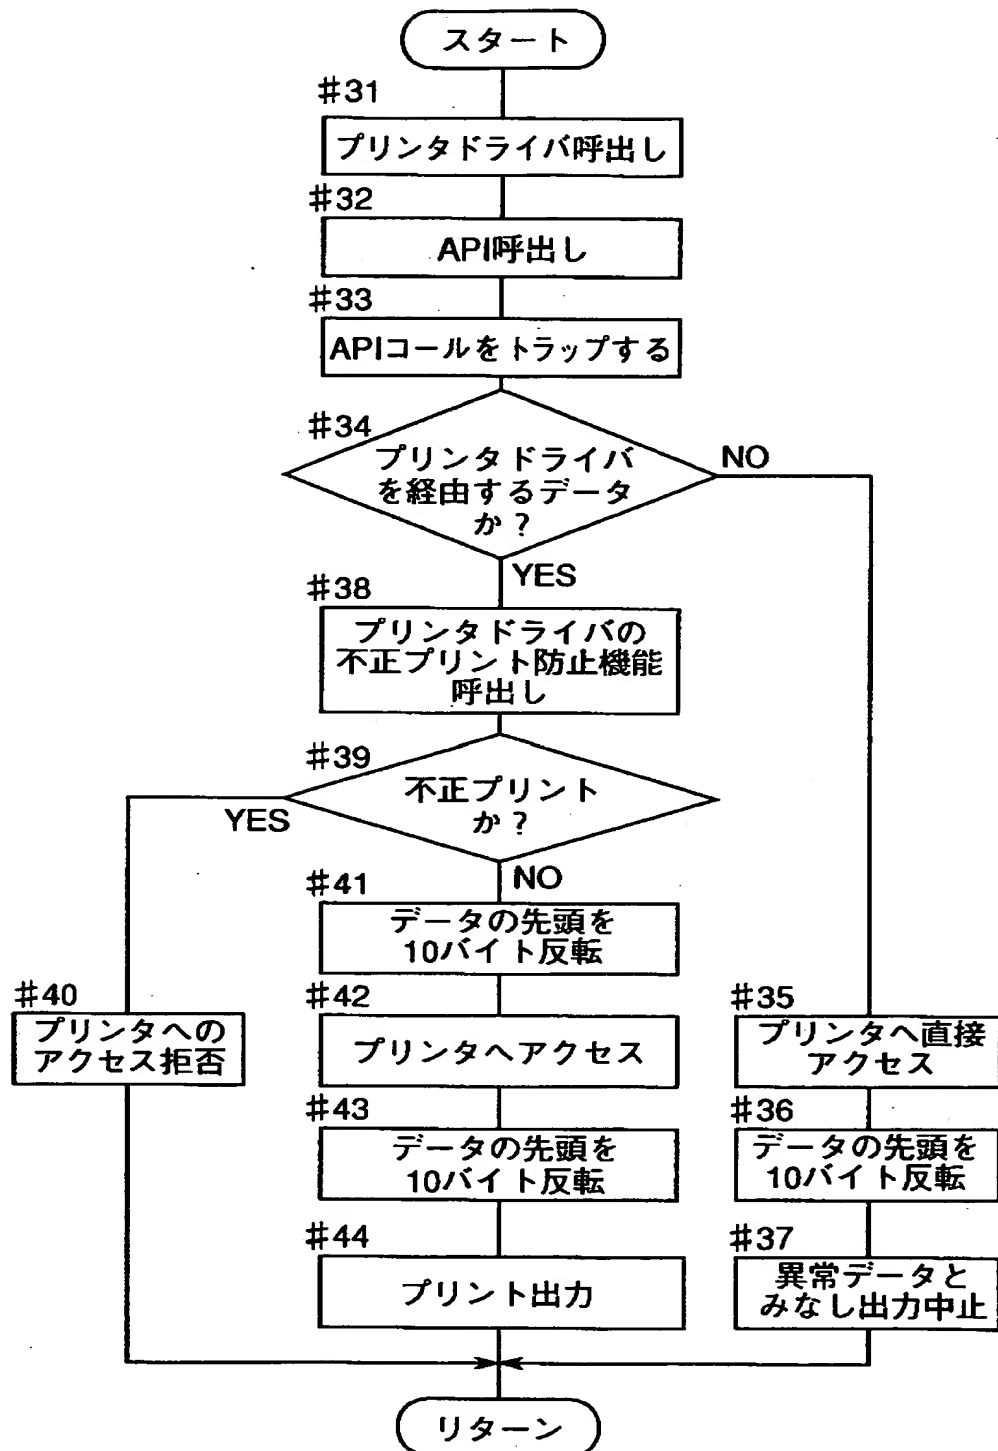 スタート
#31
プリンタドライバ呼出し
#32
API呼出し
#33
APIコールをトラップする
#34
プリンタドライバ
を経由するデータ
か?
NO
YES
#38
プリンタドライバの
不正プリント防止機能
呼出し
#39
不正プリント
か?
YES
NO
#41
データの先頭を
10バイト反転
#40
プリンタへの
アクセス拒否
#42
プリンタへアクセス
#35
プリンタへ直接
アクセス
#43
データの先頭を
10バイト反転
#36
データの先頭を
10バイト反転
#44
プリント出力
#37
異常データと
みなし出力中止
リターン